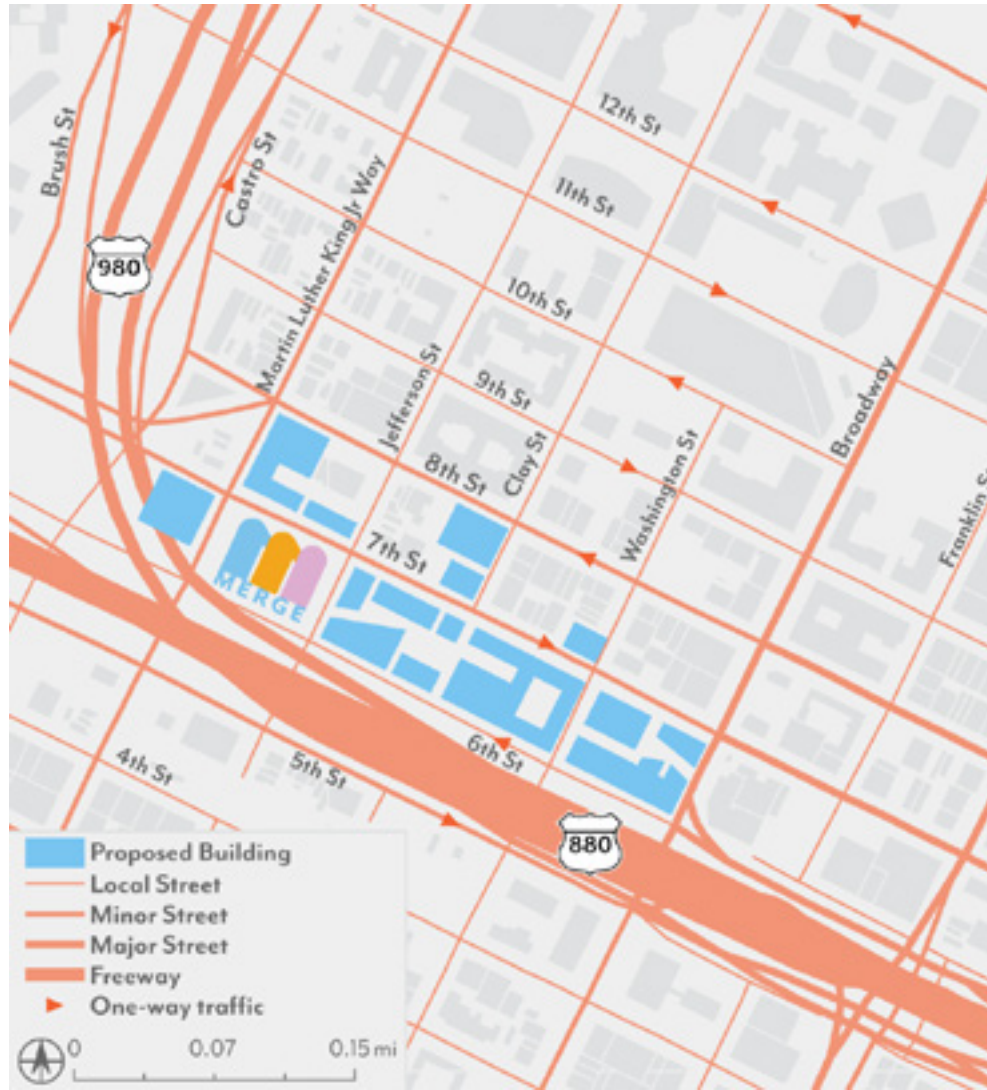 12th St
Brush St
Castro St
11th St
980
Martin Luther King Jr Way
10th St
Jefferson St
9th St
Broadway
8th St
Clay St
Washington St
Franklin S
7th St
MERGE
6th St
4th St
5th St
880
Proposed Building
Local Street
Minor Street
Major Street
Freeway
One-way traffic
0 0.07 0.15 mi